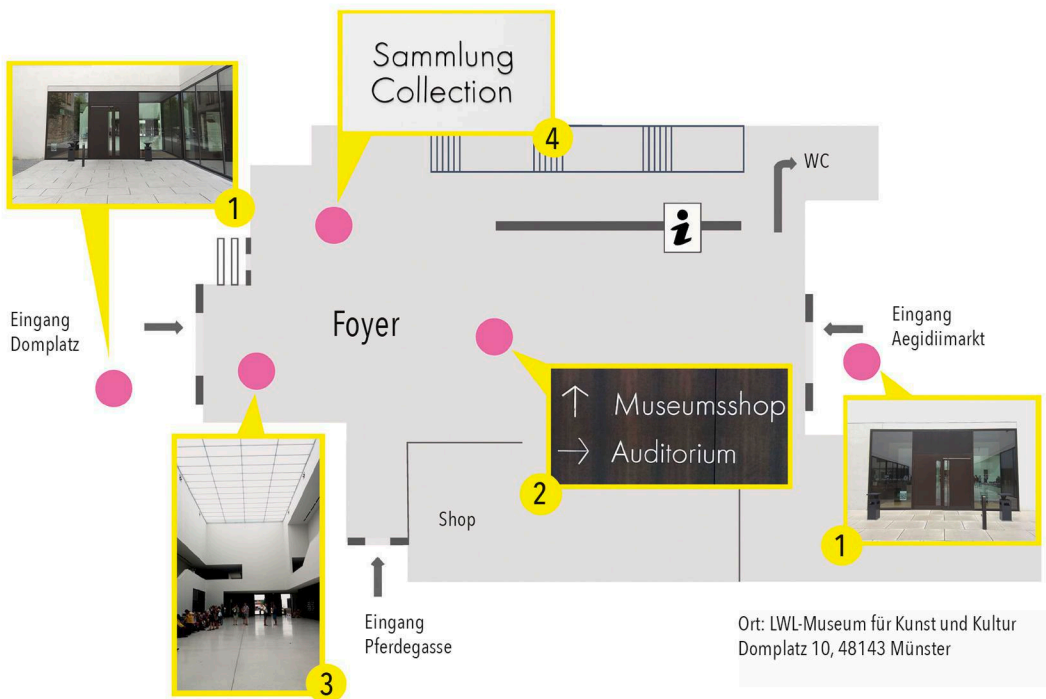 Sammlung
Collection
4
1
WC
i
Eingang
Domplatz
Foyer
Eingang
Aegidiimarkt
↑ Museumsshop
→ Auditorium
2
1
Shop
Eingang
Pferdegasse
3
Ort: LWL-Museum für Kunst und Kultur
Domplatz 10, 48143 Münster